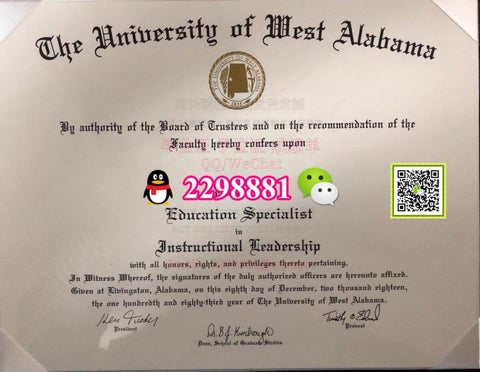 The University of West Alabama
By authority of the Board of Trustees and on the recommendation of the
Faculty hereby confers upon
QQ/WeChat
2298881
Education Specialist
in
Instructional Leadership
with all honors, rights, and privileges thereto pertaining.
In Witness Whereof, the signatures of the duly authorized officers are hereunto affixed.
Given at Livingston, Alabama, on this eighth day of December, two thousand eighteen,
the one hundredth and eighty-third year of The University of West Alabama.
President
Dean, School of Graduate Studies
Provost